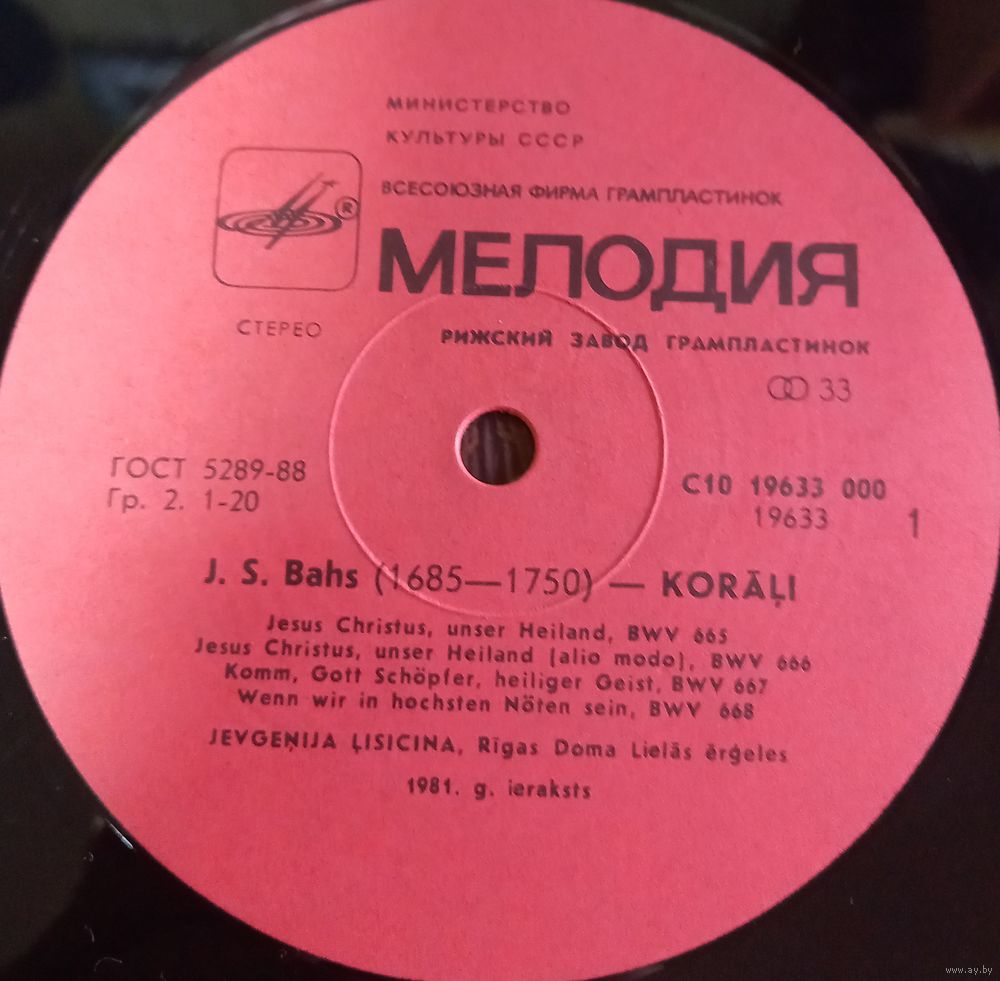 МИНИСТЕРСТВО
КУЛЬТУРЫ СССР
ВСЕСОЮЗНАЯ ФИРМА ГРАМПЛАСТИНОК
®
МЕЛОДИЯ
СТЕРЕО
РИЖСКИЙ ЗАВОД ГРАМПЛАСТИНОК
33
ГОСТ 5289-88
Гр. 2. 1-20
С10 19633 000
19633
1
J. S. Bahs (1685—1750) — KORĀĻI
Jesus Christus, unser Heiland, BWV 665
Jesus Christus, unser Heiland (alio modo), BWV 666
Komm, Gott Schöpfer, heiliger Geist, BWV 667
Wenn wir in hochsten Nöten sein, BWV 668
JEVGEŅIJA ĻISICINA, Rīgas Doma Lielās ērģeles
1981. g. ieraksts
www.ay.by